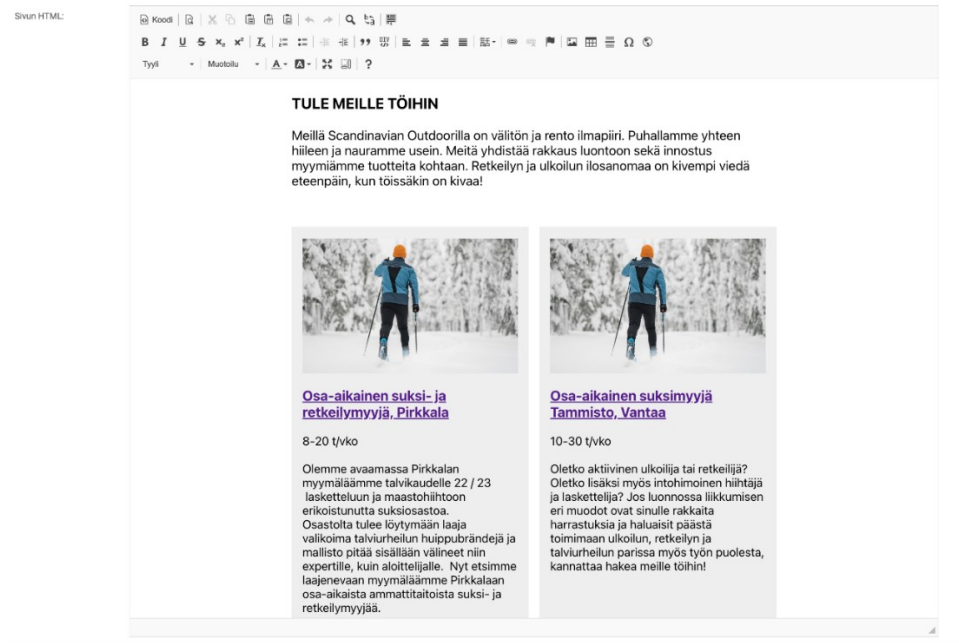 Sivun HTML:
Koodi
B I U S x₂ x² Iₓ
Ω
Tyyli
Muotoilu
A A ?
TULE MEILLE TÖIHIN
Meillä Scandinavian Outdoorilla on välitön ja rento ilmapiiri. Puhallamme yhteen
hiileen ja nauramme usein. Meitä yhdistää rakkaus luontoon sekä innostus
myymiämme tuotteita kohtaan. Retkeilyn ja ulkoilun ilosanomaa on kivempi viedä
eteenpäin, kun töissäkin on kivaa!
Osa-aikainen suksi- ja
retkeilymyyjä, Pirkkala
8-20 t/vko
Olemme avaamassa Pirkkalan
myymäläämme talvikaudelle 22 / 23
lasketteluun ja maastohiihtoon
erikoistunutta suksiosastoa.
Osastolta tulee löytymään laaja
valikoima talviurheilun huippubrändejä ja
mallisto pitää sisällään välineet niin
expertille, kuin aloittelijalle. Nyt etsimme
laajenevaan myymäläämme Pirkkalaan
osa-aikaista ammattitaitoista suksi- ja
retkeilymyyjää.
Osa-aikainen suksimyyjä
Tammisto, Vantaa
10-30 t/vko
Oletko aktiivinen ulkoilija tai retkeilijä?
Oletko lisäksi myös intohimoinen hiihtäjä
ja laskettelija? Jos luonnossa liikkumisen
eri muodot ovat sinulle rakkaita
harrastuksia ja haluaisit päästä
toimimaan ulkoilun, retkeilyn ja
talviurheilun parissa myös työn puolesta,
kannattaa hakea meille töihin!